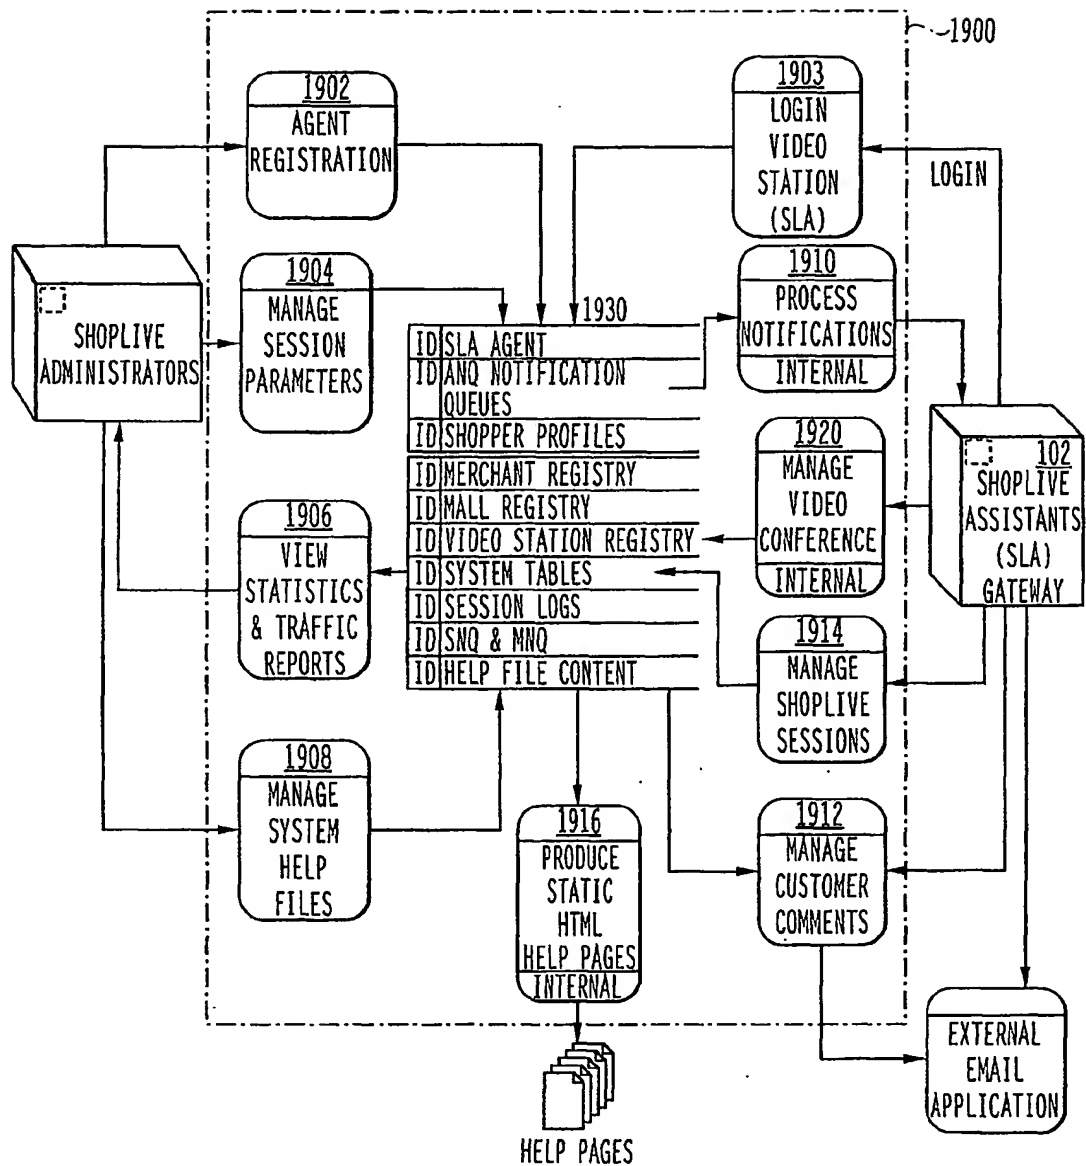 1900
1902
AGENT
REGISTRATION
1903
LOGIN
VIDEO
STATION
(SLA)
LOGIN
SHOPLIVE
ADMINISTRATORS
1904
MANAGE
SESSION
PARAMETERS
1910
PROCESS
NOTIFICATIONS
INTERNAL
1930
ID SLA AGENT
ID ANQ NOTIFICATION
QUEUES
ID SHOPPER PROFILES
ID MERCHANT REGISTRY
ID MALL REGISTRY
ID VIDEO STATION REGISTRY
ID SYSTEM TABLES
ID SESSION LOGS
ID SNQ & MNQ
ID HELP FILE CONTENT
1920
MANAGE
VIDEO
CONFERENCE
INTERNAL
102
SHOPLIVE
ASSISTANTS
(SLA)
GATEWAY
1906
VIEW
STATISTICS
& TRAFFIC
REPORTS
1914
MANAGE
SHOPLIVE
SESSIONS
1908
MANAGE
SYSTEM
HELP
FILES
1916
PRODUCE
STATIC
HTML
HELP PAGES
INTERNAL
1912
MANAGE
CUSTOMER
COMMENTS
EXTERNAL
EMAIL
APPLICATION
HELP PAGES